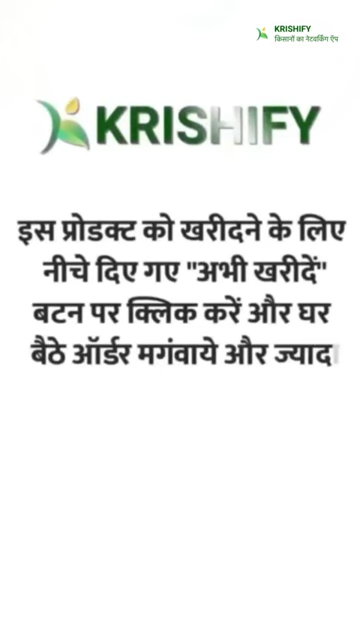 KRISHIFY
किसानों का नेटवर्किंग ऍप
KRISHIFY
इस प्रोडक्ट को खरीदने के लिए
नीचे दिए गए "अभी खरीदें"
बटन पर क्लिक करें और घर
बैठे ऑर्डर मगंवाये और ज्याद